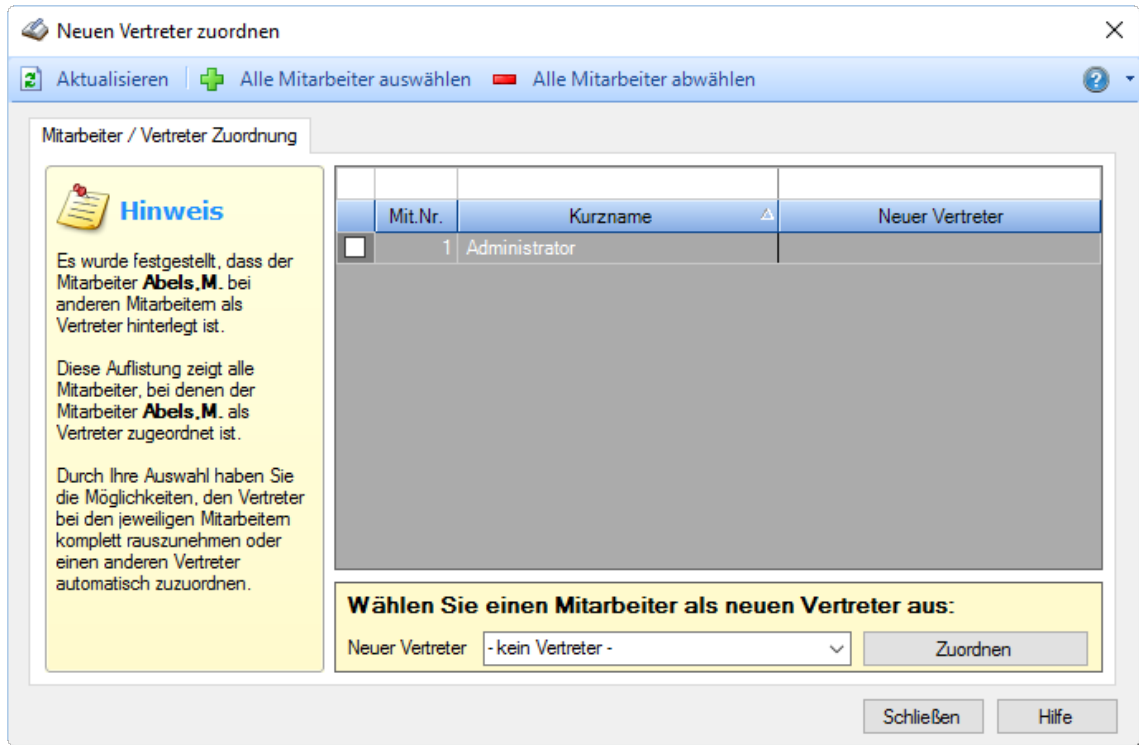 Neuen Vertreter zuordnen
Aktualisieren Alle Mitarbeiter auswählen Alle Mitarbeiter abwählen
Mitarbeiter / Vertreter Zuordnung
Hinweis
Es wurde festgestellt, dass der
Mitarbeiter Abels,M. bei
anderen Mitarbeitern als
Vertreter hinterlegt ist.
Diese Auflistung zeigt alle
Mitarbeiter, bei denen der
Mitarbeiter Abels,M. als
Vertreter zugeordnet ist.
Durch Ihre Auswahl haben Sie
die Möglichkeiten, den Vertreter
bei den jeweiligen Mitarbeitern
komplett rauszunehmen oder
einen anderen Vertreter
automatisch zuzuordnen.
Mit.Nr. Kurzname Neuer Vertreter
1 Administrator
Wählen Sie einen Mitarbeiter als neuen Vertreter aus:
Neuer Vertreter - kein Vertreter - Zuordnen
Schließen Hilfe